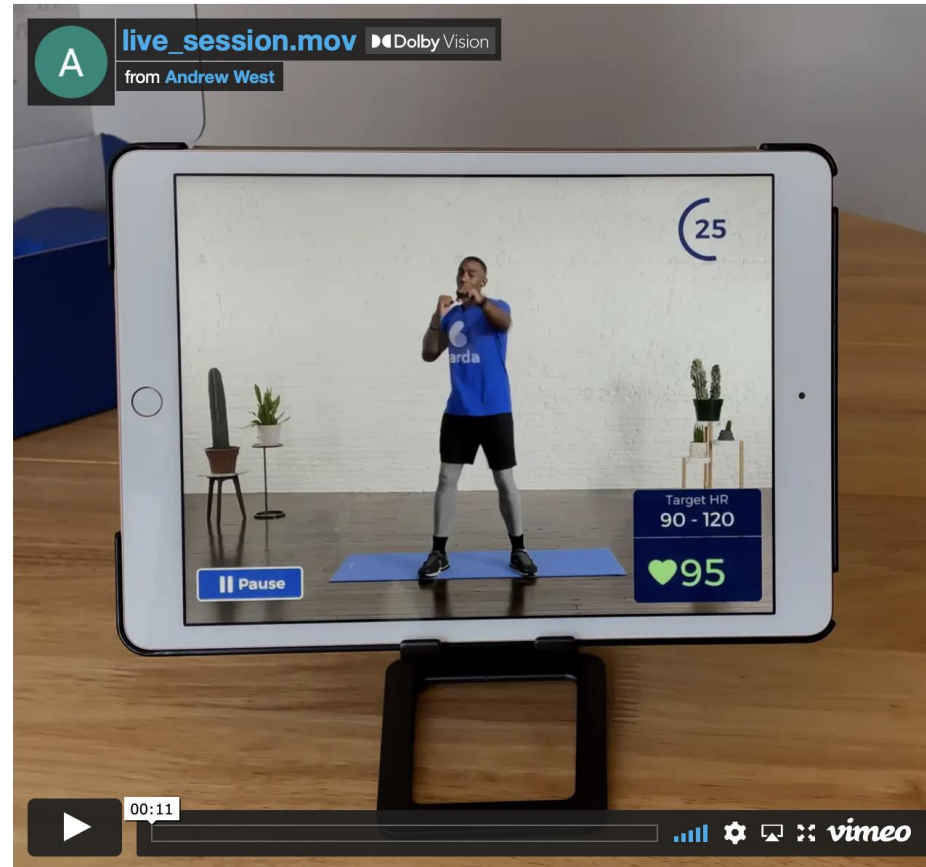 A
live_session.mov
Dolby Vision
from Andrew West
25
arda
Target HR
90 - 120
95
Pause
00:11
vimeo